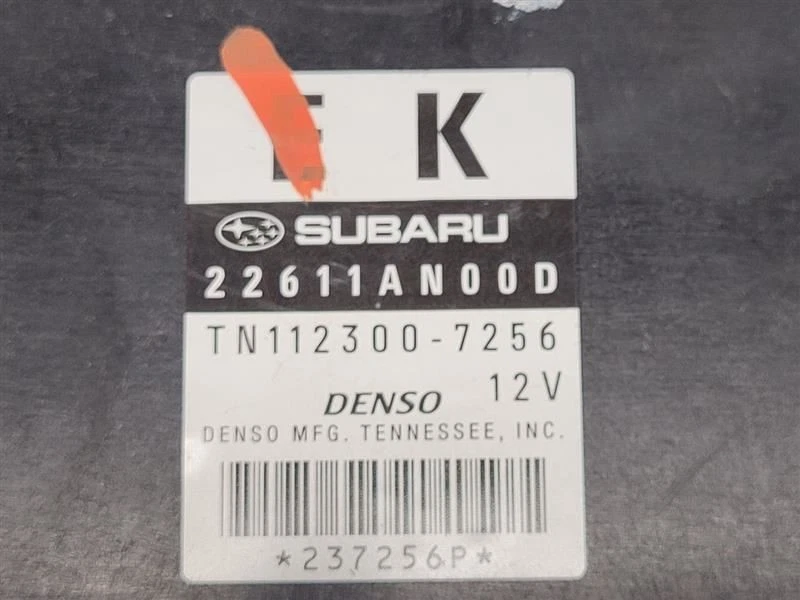 E K
SUBARU
22611AN00D
TN112300-7256
12V
DENSO
DENSO MFG. TENNESSEE, INC.
*237256P*